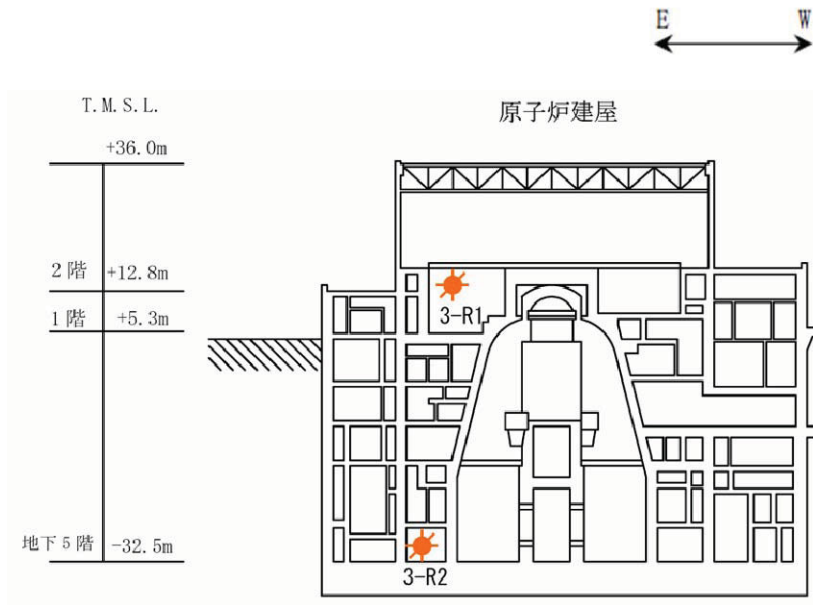 E W
T.M.S.L.
原子炉建屋
+36.0m
2階 +12.8m
3-R1
1階 +5.3m
地下5階 -32.5m
3-R2